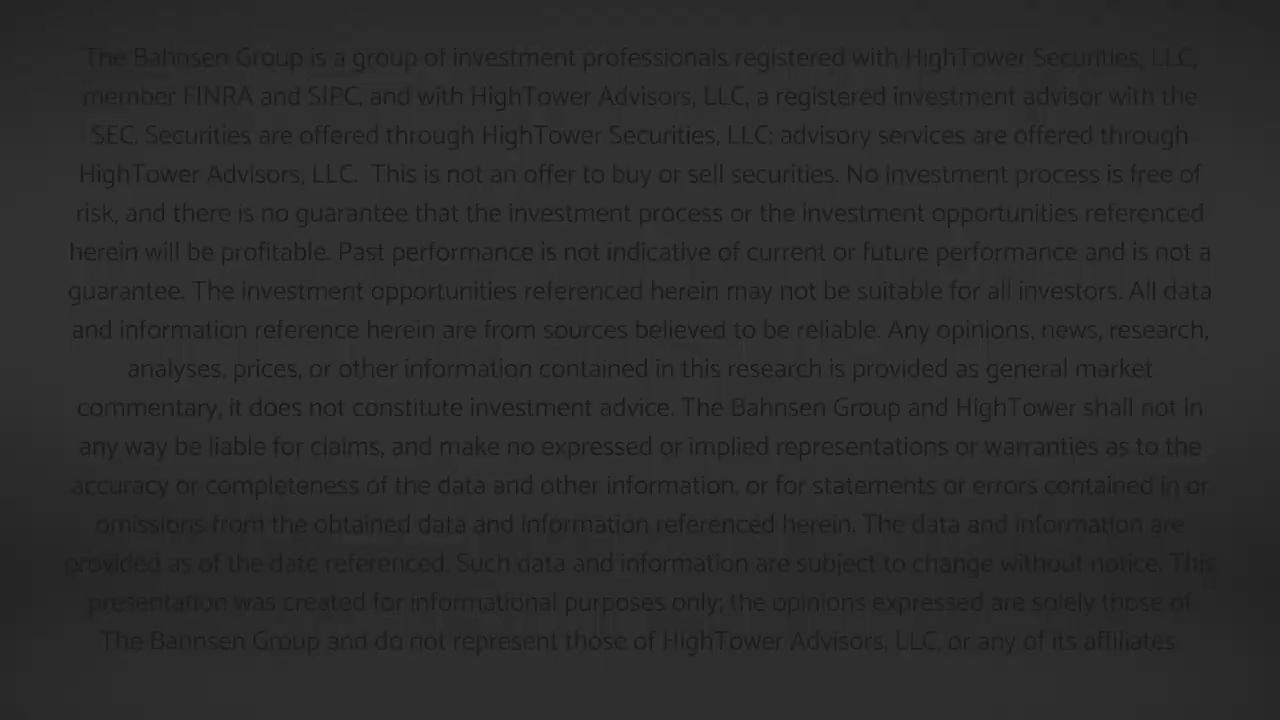 The Bahnsen Group is a group of investment professionals registered with HighTower Securities, LLC,
member FINRA and SIPC, and with HighTower Advisors, LLC, a registered investment advisor with the
SEC. Securities are offered through HighTower Securities, LLC; advisory services are offered through
HighTower Advisors, LLC.  This is not an offer to buy or sell securities. No investment process is free of
risk, and there is no guarantee that the investment process or the investment opportunities referenced
herein will be profitable. Past performance is not indicative of current or future performance and is not a
guarantee. The investment opportunities referenced herein may not be suitable for all investors. All data
and information reference herein are from sources believed to be reliable. Any opinions, news, research,
analyses, prices, or other information contained in this research is provided as general market
commentary, it does not constitute investment advice. The Bahnsen Group and HighTower shall not in
any way be liable for claims, and make no expressed or implied representations or warranties as to the
accuracy or completeness of the data and other information, or for statements or errors contained in or
omissions from the obtained data and information referenced herein. The data and information are
provided as of the date referenced. Such data and information are subject to change without notice. This
presentation was created for informational purposes only; the opinions expressed are solely those of
The Bahnsen Group and do not represent those of HighTower Advisors, LLC, or any of its affiliates